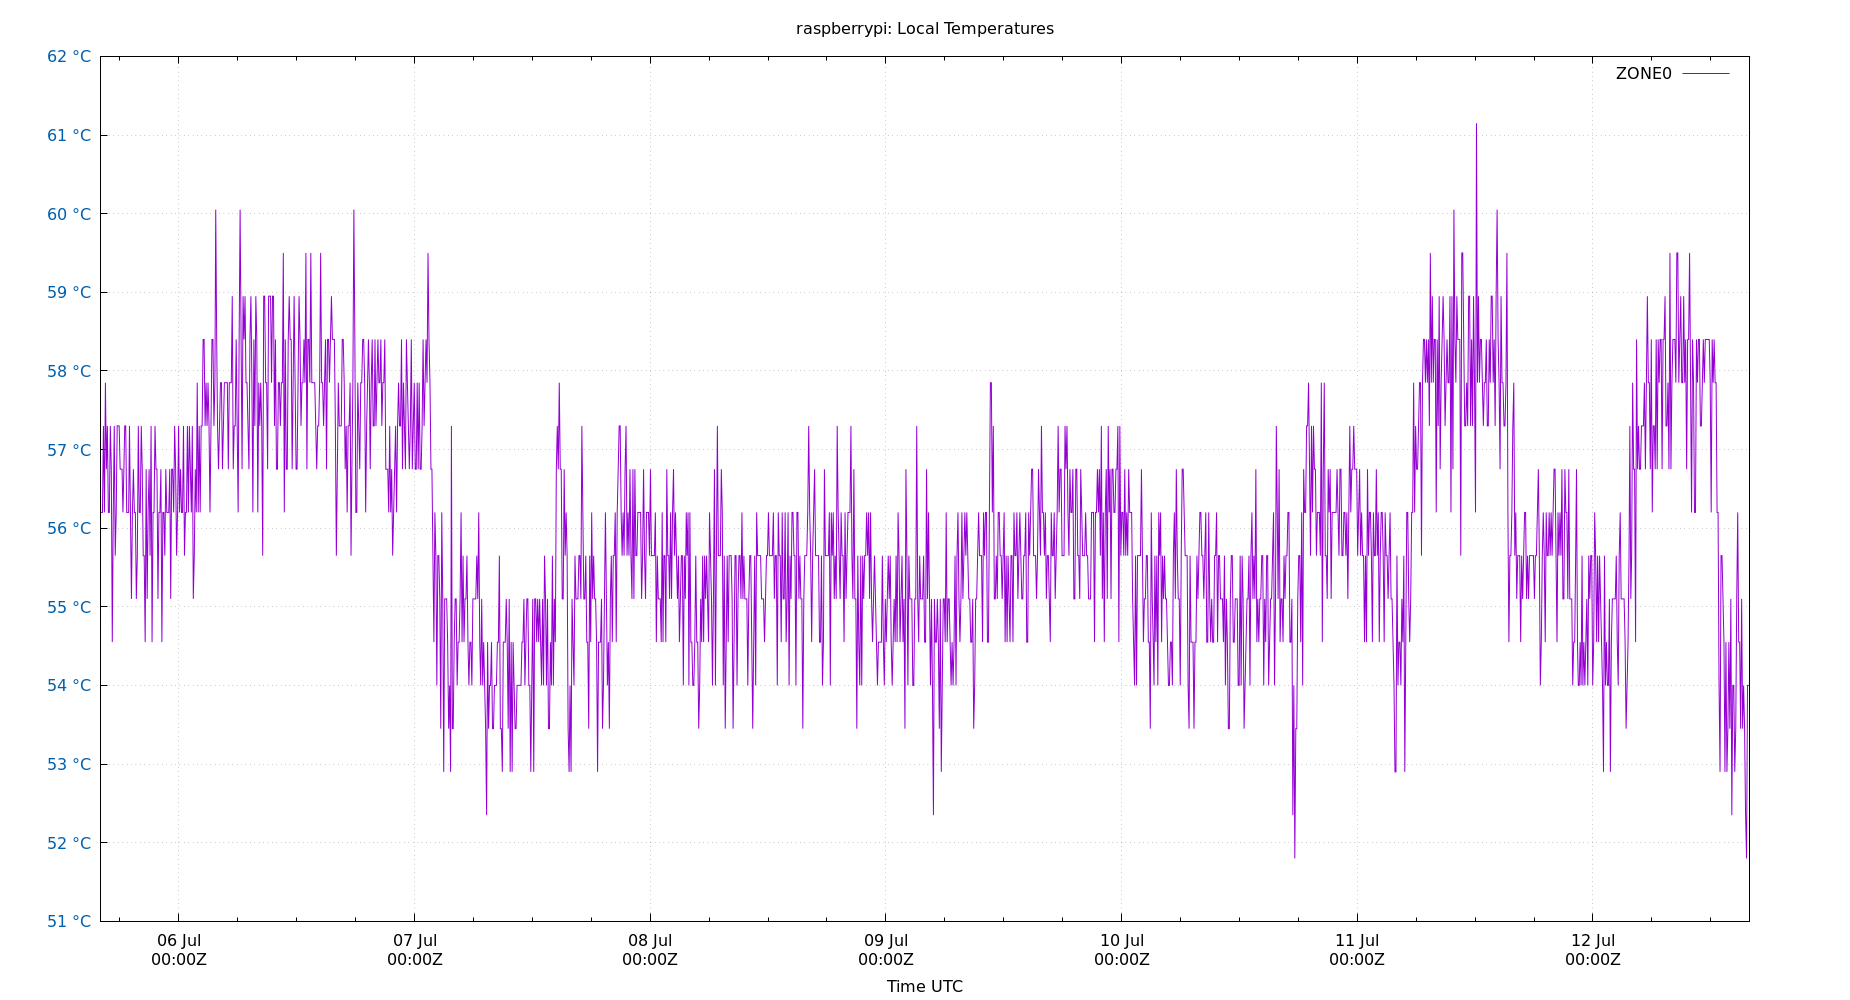 raspberrypi: Local Temperatures
62 °C
ZONE0
61 °C
60 °C
59 °C
58 °C
57 °C
56 °C
55 °C
54 °C
53 °C
52 °C
51 °C
06 Jul 07 Jul 08 Jul 09 Jul 10 Jul 11 Jul 12 Jul
00:00Z 00:00Z 00:00Z 00:00Z 00:00Z 00:00Z 00:00Z
Time UTC